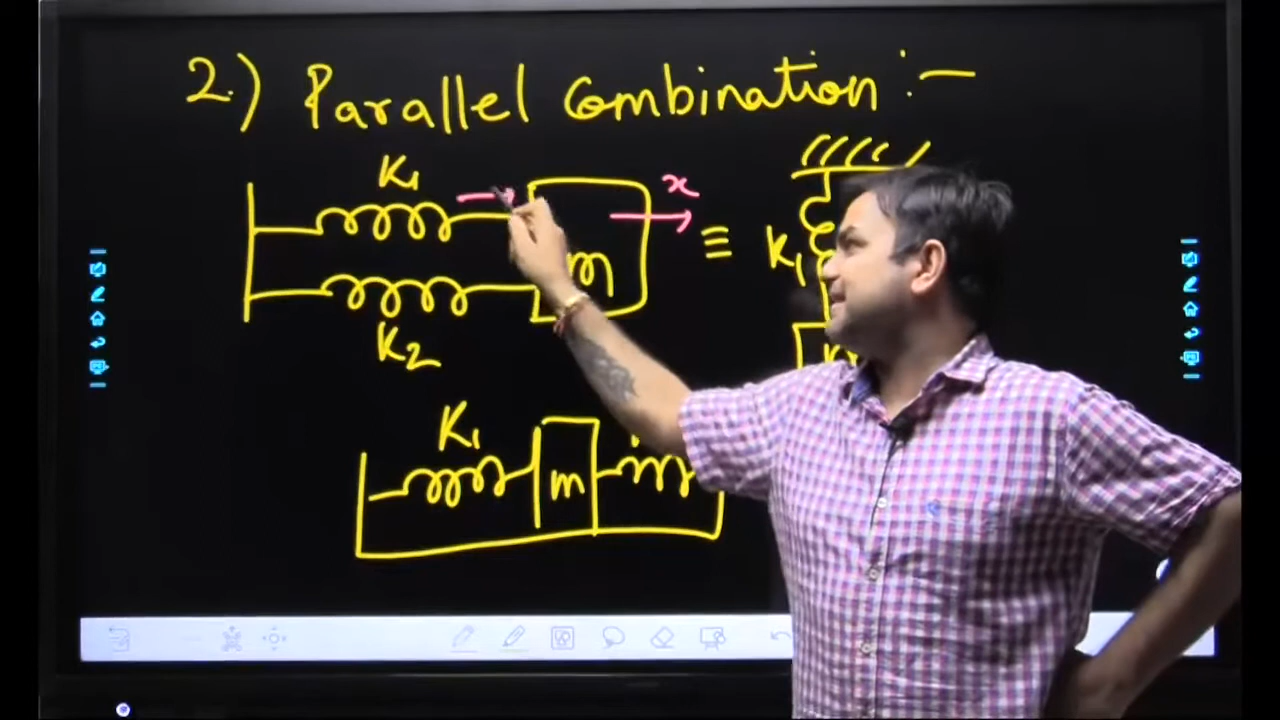 2.) Parallel Combination :-
K1
x
m
≡
K1
K2
K1
m